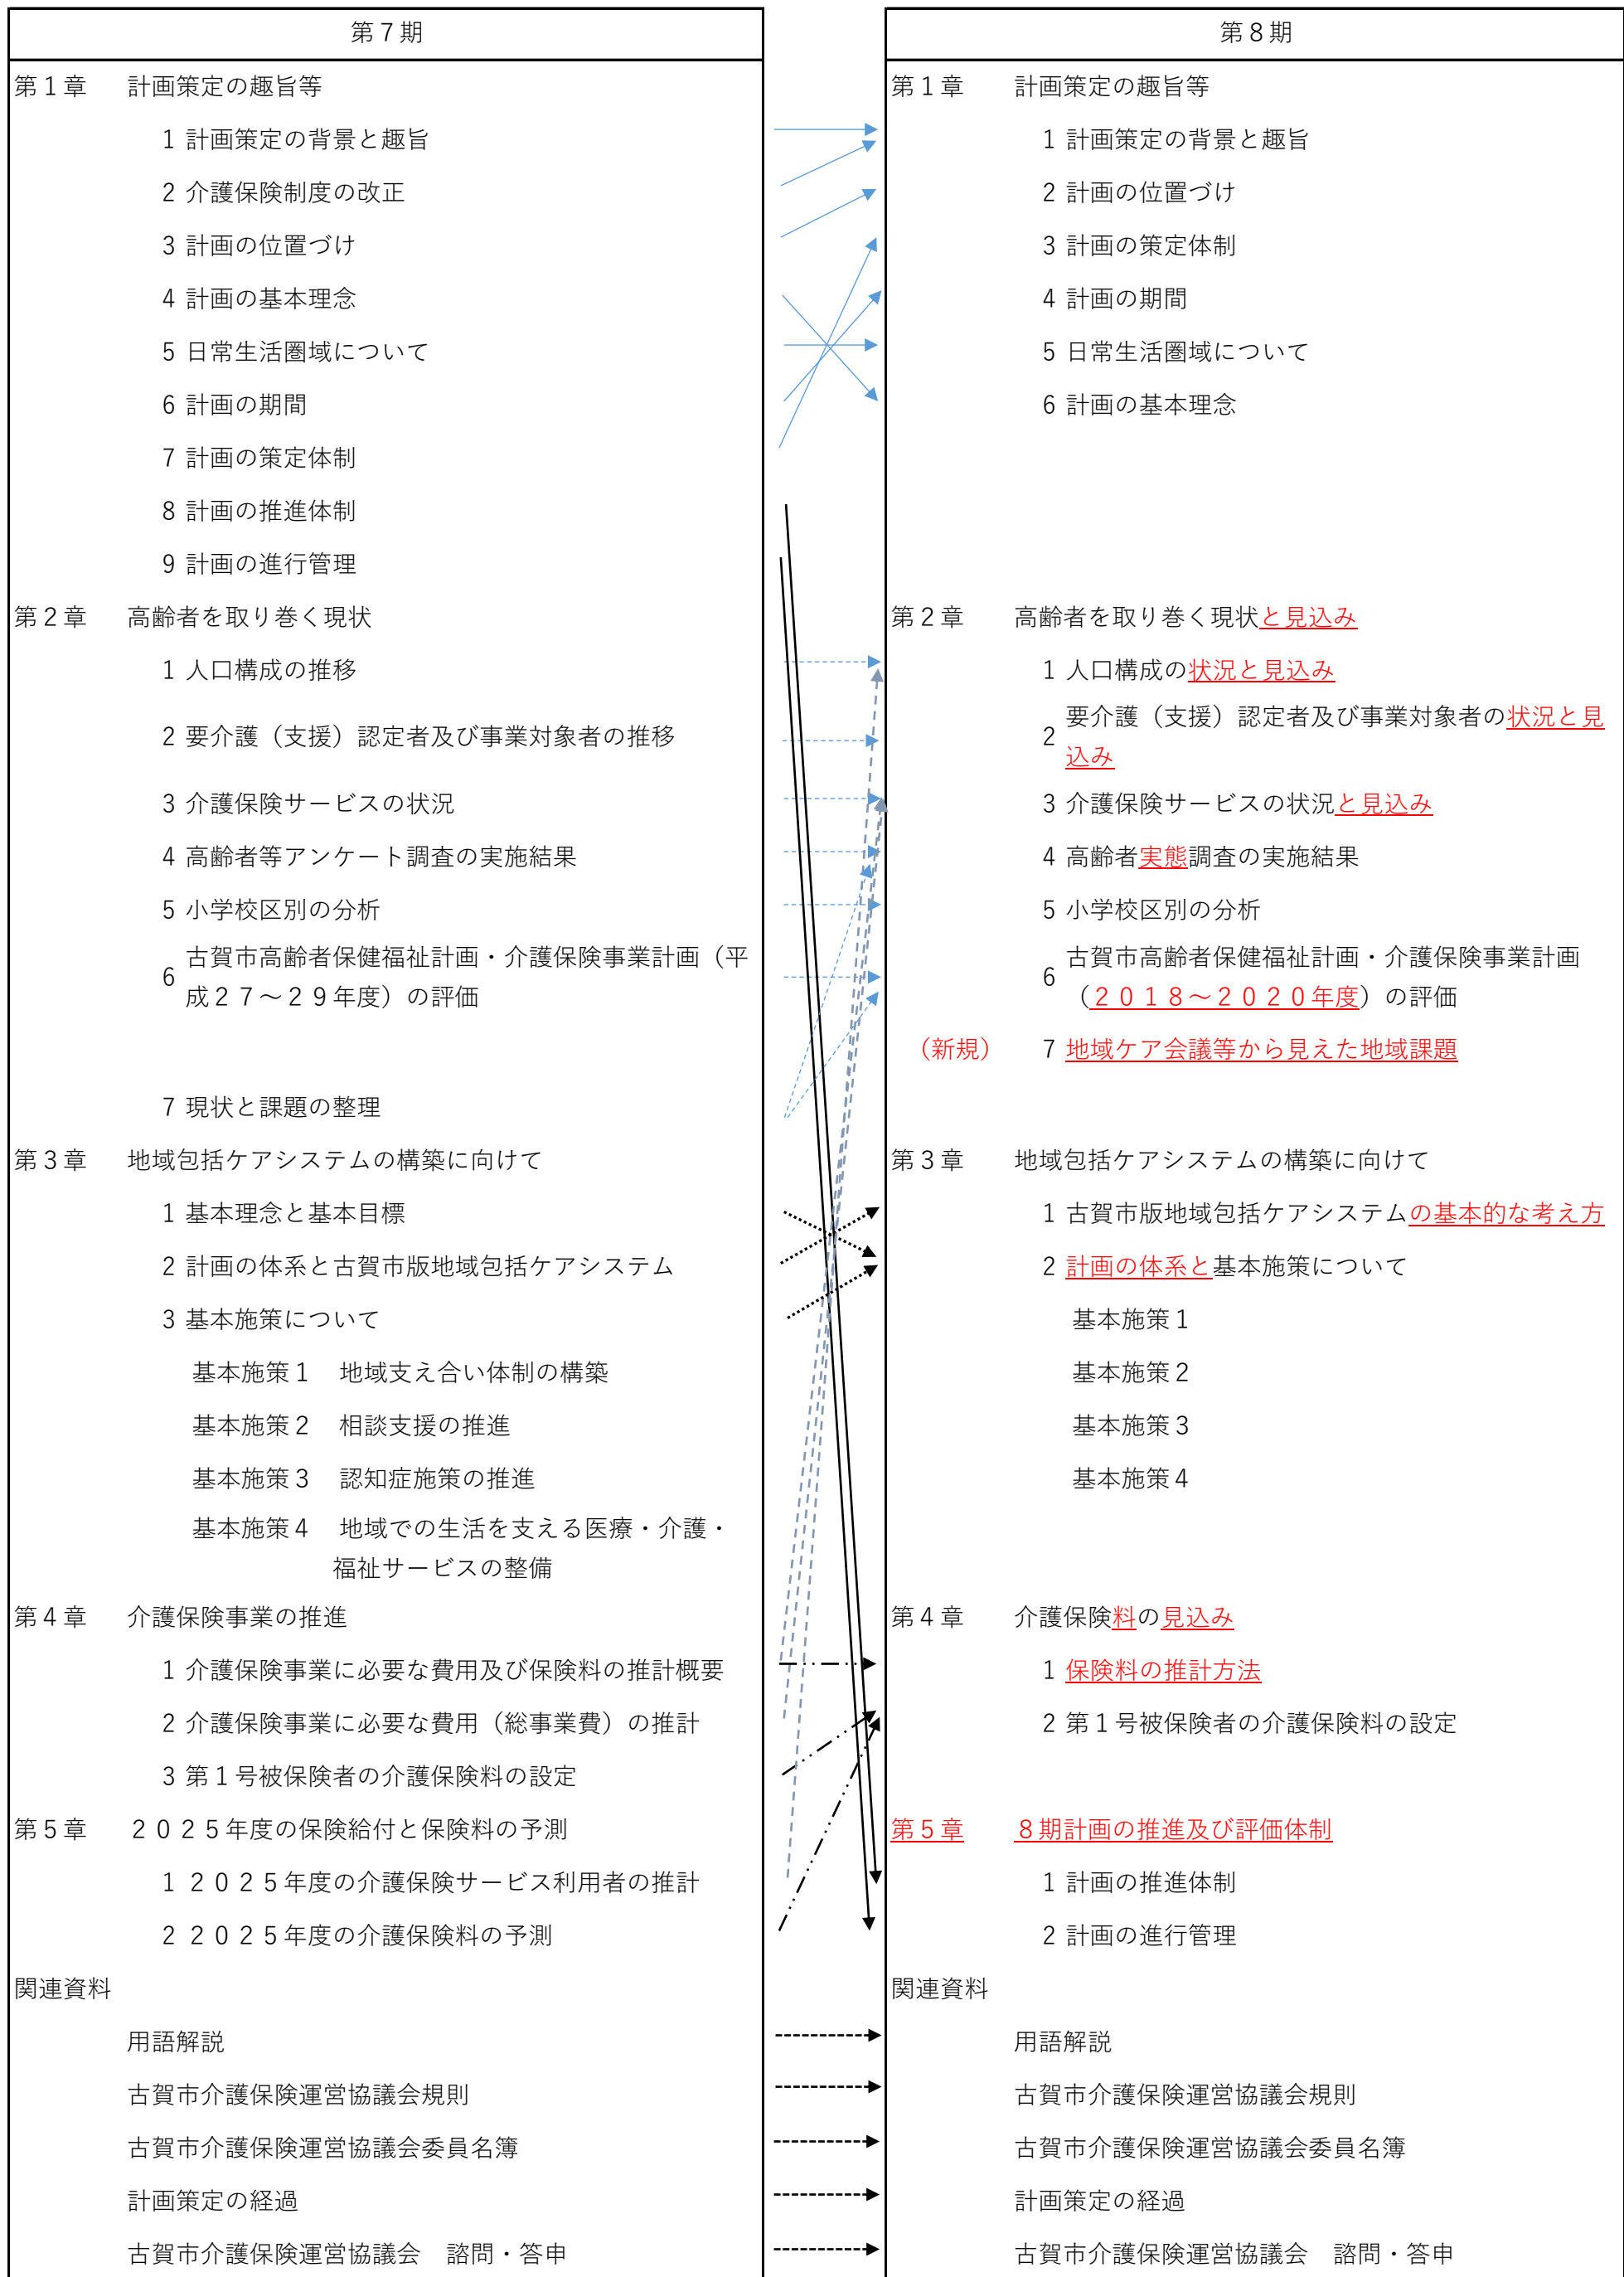 第７期
第１章 計画策定の趣旨等
1 計画策定の背景と趣旨
2 介護保険制度の改正
3 計画の位置づけ
4 計画の基本理念
5 日常生活圏域について
6 計画の期間
7 計画の策定体制
8 計画の推進体制
9 計画の進行管理
第２章 高齢者を取り巻く現状
1 人口構成の推移
2 要介護（支援）認定者及び事業対象者の推移
3 介護保険サービスの状況
4 高齢者等アンケート調査の実施結果
5 小学校区別の分析
6 古賀市高齢者保健福祉計画・介護保険事業計画（平
成２７～２９年度）の評価
7 現状と課題の整理
第３章 地域包括ケアシステムの構築に向けて
1 基本理念と基本目標
2 計画の体系と古賀市版地域包括ケアシステム
3 基本施策について
基本施策１　地域支え合い体制の構築
基本施策２　相談支援の推進
基本施策３　認知症施策の推進
基本施策４　地域での生活を支える医療・介護・
福祉サービスの整備
第４章 介護保険事業の推進
1 介護保険事業に必要な費用及び保険料の推計概要
2 介護保険事業に必要な費用（総事業費）の推計
3 第１号被保険者の介護保険料の設定
第５章 ２０２５年度の保険給付と保険料の予測
1 ２０２５年度の介護保険サービス利用者の推計
2 ２０２５年度の介護保険料の予測
関連資料
用語解説
古賀市介護保険運営協議会規則
古賀市介護保険運営協議会委員名簿
計画策定の経過
古賀市介護保険運営協議会　諮問・答申
第８期
第１章 計画策定の趣旨等
1 計画策定の背景と趣旨
2 計画の位置づけ
3 計画の策定体制
4 計画の期間
5 日常生活圏域について
6 計画の基本理念
第２章 高齢者を取り巻く現状と見込み
1 人口構成の状況と見込み
2 要介護（支援）認定者及び事業対象者の状況と見
込み
3 介護保険サービスの状況と見込み
4 高齢者実態調査の実施結果
5 小学校区別の分析
6 古賀市高齢者保健福祉計画・介護保険事業計画
（２０１８～２０２０年度）の評価
（新規） 7 地域ケア会議等から見えた地域課題
第３章 地域包括ケアシステムの構築に向けて
1 古賀市版地域包括ケアシステムの基本的な考え方
2 計画の体系と基本施策について
基本施策１
基本施策２
基本施策３
基本施策４
第４章 介護保険料の見込み
1 保険料の推計方法
2 第１号被保険者の介護保険料の設定
第５章 ８期計画の推進及び評価体制
1 計画の推進体制
2 計画の進行管理
関連資料
用語解説
古賀市介護保険運営協議会規則
古賀市介護保険運営協議会委員名簿
計画策定の経過
古賀市介護保険運営協議会　諮問・答申